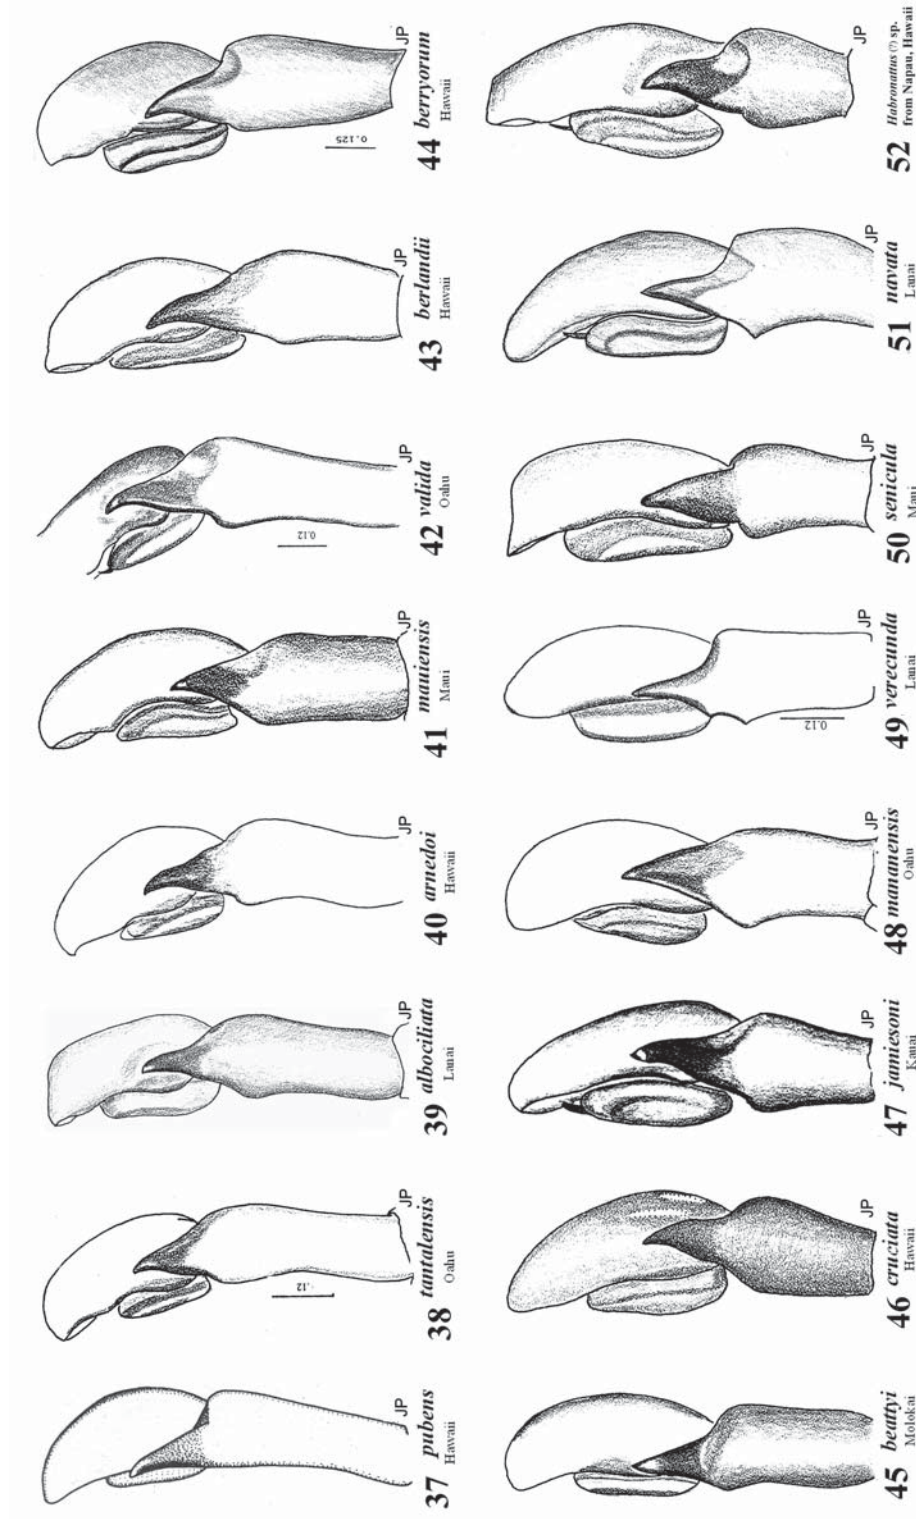 JP
37 pubens
Hawaii
JP
.12
38 tantalensis
Oahu
JP
39 albociliata
Lanai
JP
40 arnedoi
Hawaii
JP
41 mauiensis
Maui
JP
0.12
42 valida
Oahu
JP
43 berlandii
Hawaii
JP
0.125
44 berryorum
Hawaii
JP
45 beattyi
Molokai
JP
46 cruciata
Hawaii
JP
47 jamiesoni
Kauai
JP
48 mananensis
Oahu
JP
0.12
49 verecunda
Lanai
JP
50 senicula
Maui
JP
51 navata
Lanai
JP
52 Habronattus (?) sp.
from Napau, Hawaii